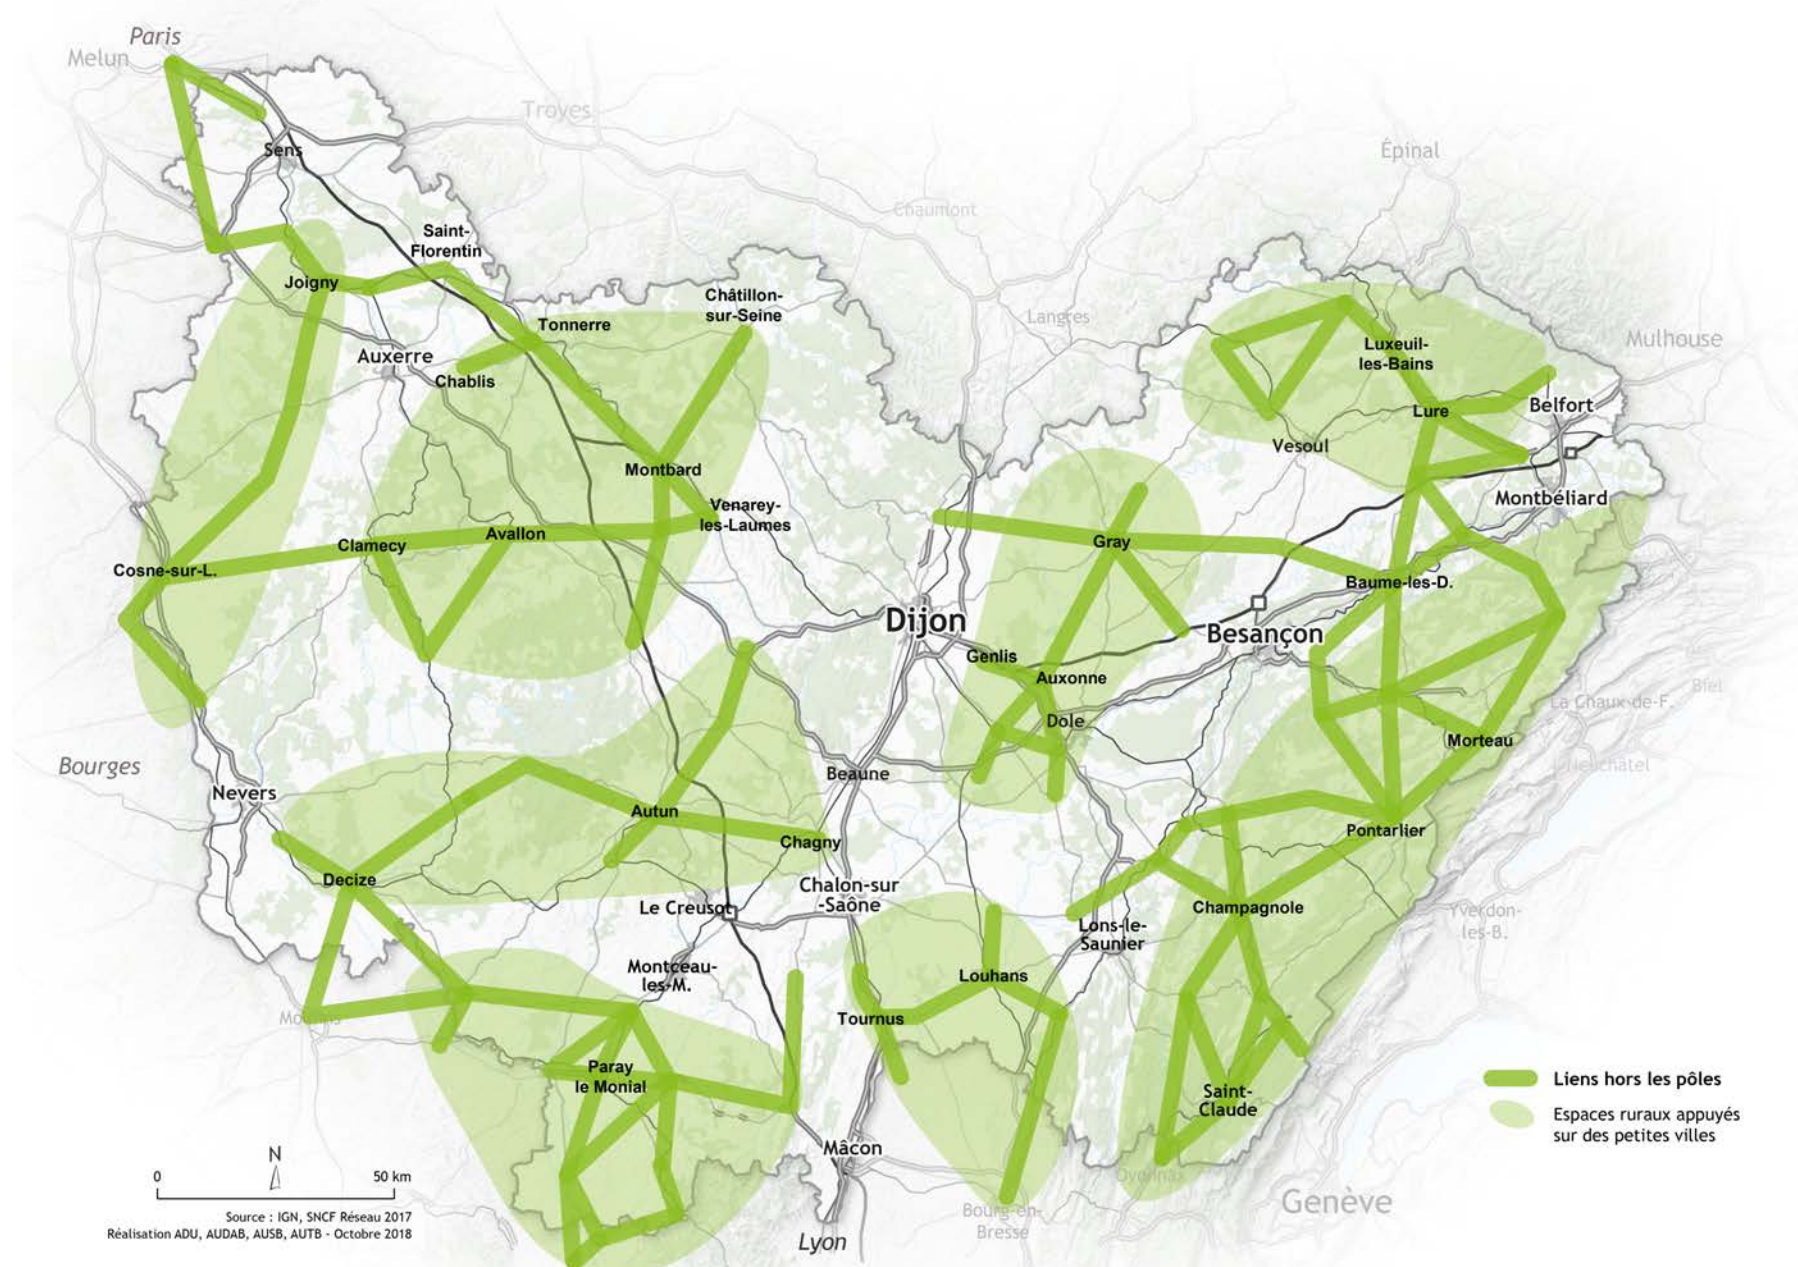 Paris
Melun
Troyes
Sens
Épinal
Chaumont
Saint-
Florentin
Joigny
Châtillon-
sur-Seine
Langres
Tonnerre
Mulhouse
Luxeuil-
les-Bains
Auxerre
Chablis
Lure
Belfort
Vesoul
Montbard
Montbéliard
Venarey-
les-Laumes
Avallon
Clamecy
Gray
Cosne-sur-L.
Baume-les-D.
Dijon
Besançon
Genlis
Auxonne
Biel
La Chaux-de-F.
Dole
Morteau
Bourges
Neuchâtel
Beaune
Nevers
Autun
Pontarlier
Chagny
Decize
Chalon-sur
-Saône
Le Creusot
Champagnole
Yverdon-
les-B.
Lons-le-
Saunier
Montceau-
les-M.
Louhans
Tournus
Paray
le Monial
Saint-
Claude
Liens hors les pôles
Espaces ruraux appuyés
sur des petites villes
Mâcon
N
0 50 km
Oyonnax
Genève
Bourg-en-
Bresse
Source : IGN, SNCF Réseau 2017
Réalisation ADU, AUDAB, AUSB, AUTB - Octobre 2018
Lyon